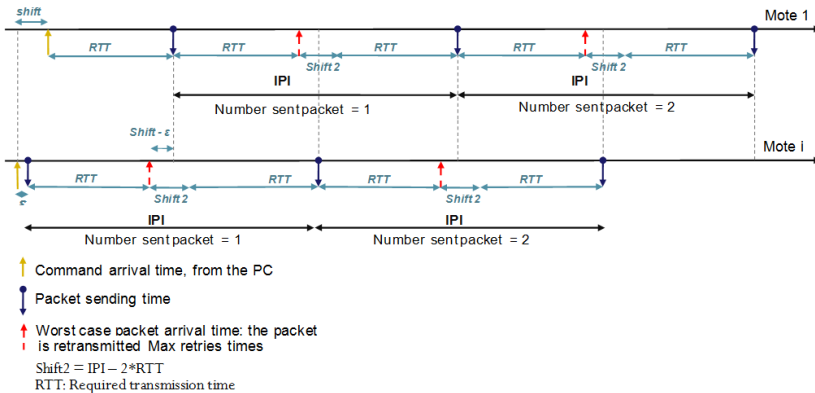 shift
Mote 1
RTT RTT RTT RTT RTT
Shift 2 Shift 2
IPI IPI
Number sent packet = 1 Number sent packet = 2
Shift - ε
Mote i
RTT RTT RTT RTT
ε Shift 2 Shift 2
IPI IPI
Number sent packet = 1 Number sent packet = 2
Command arrival time, from the PC
Packet sending time
Worst case packet arrival time: the packet
is retransmitted Max retries times
Shift2 = IPI – 2*RTT
RTT: Required transmission time